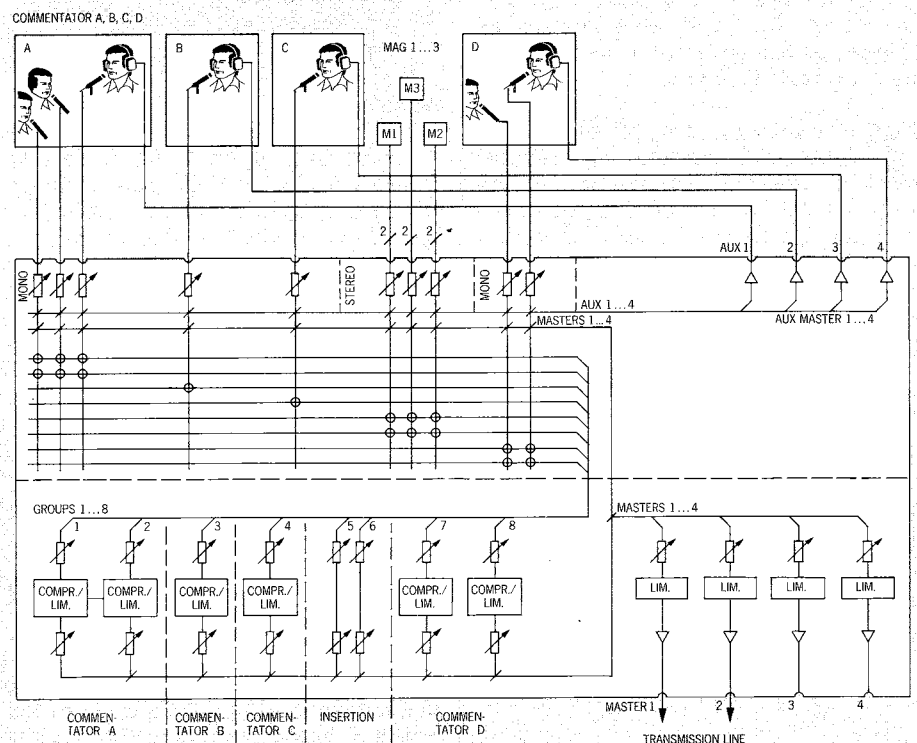 COMMENTATOR A, B, C, D
A
B
C
MAG 1...3
D
M3
M1
M2
2
2
2
AUX 1
2
3
4
MONO
STEREO
MONO
AUX 1...4
AUX MASTER 1...4
MASTERS 1...4
GROUPS 1...8
1
2
3
4
5
6
7
8
MASTERS 1...4
COMPR./
LIM.
COMPR./
LIM.
COMPR./
LIM.
COMPR./
LIM.
COMPR./
LIM.
COMPR./
LIM.
LIM.
LIM.
LIM.
LIM.
MASTER 1
2
3
4
COMMEN-
TATOR A
COMMEN-
TATOR B
COMMEN-
TATOR C
INSERTION
COMMEN-
TATOR D
TRANSMISSION LINE